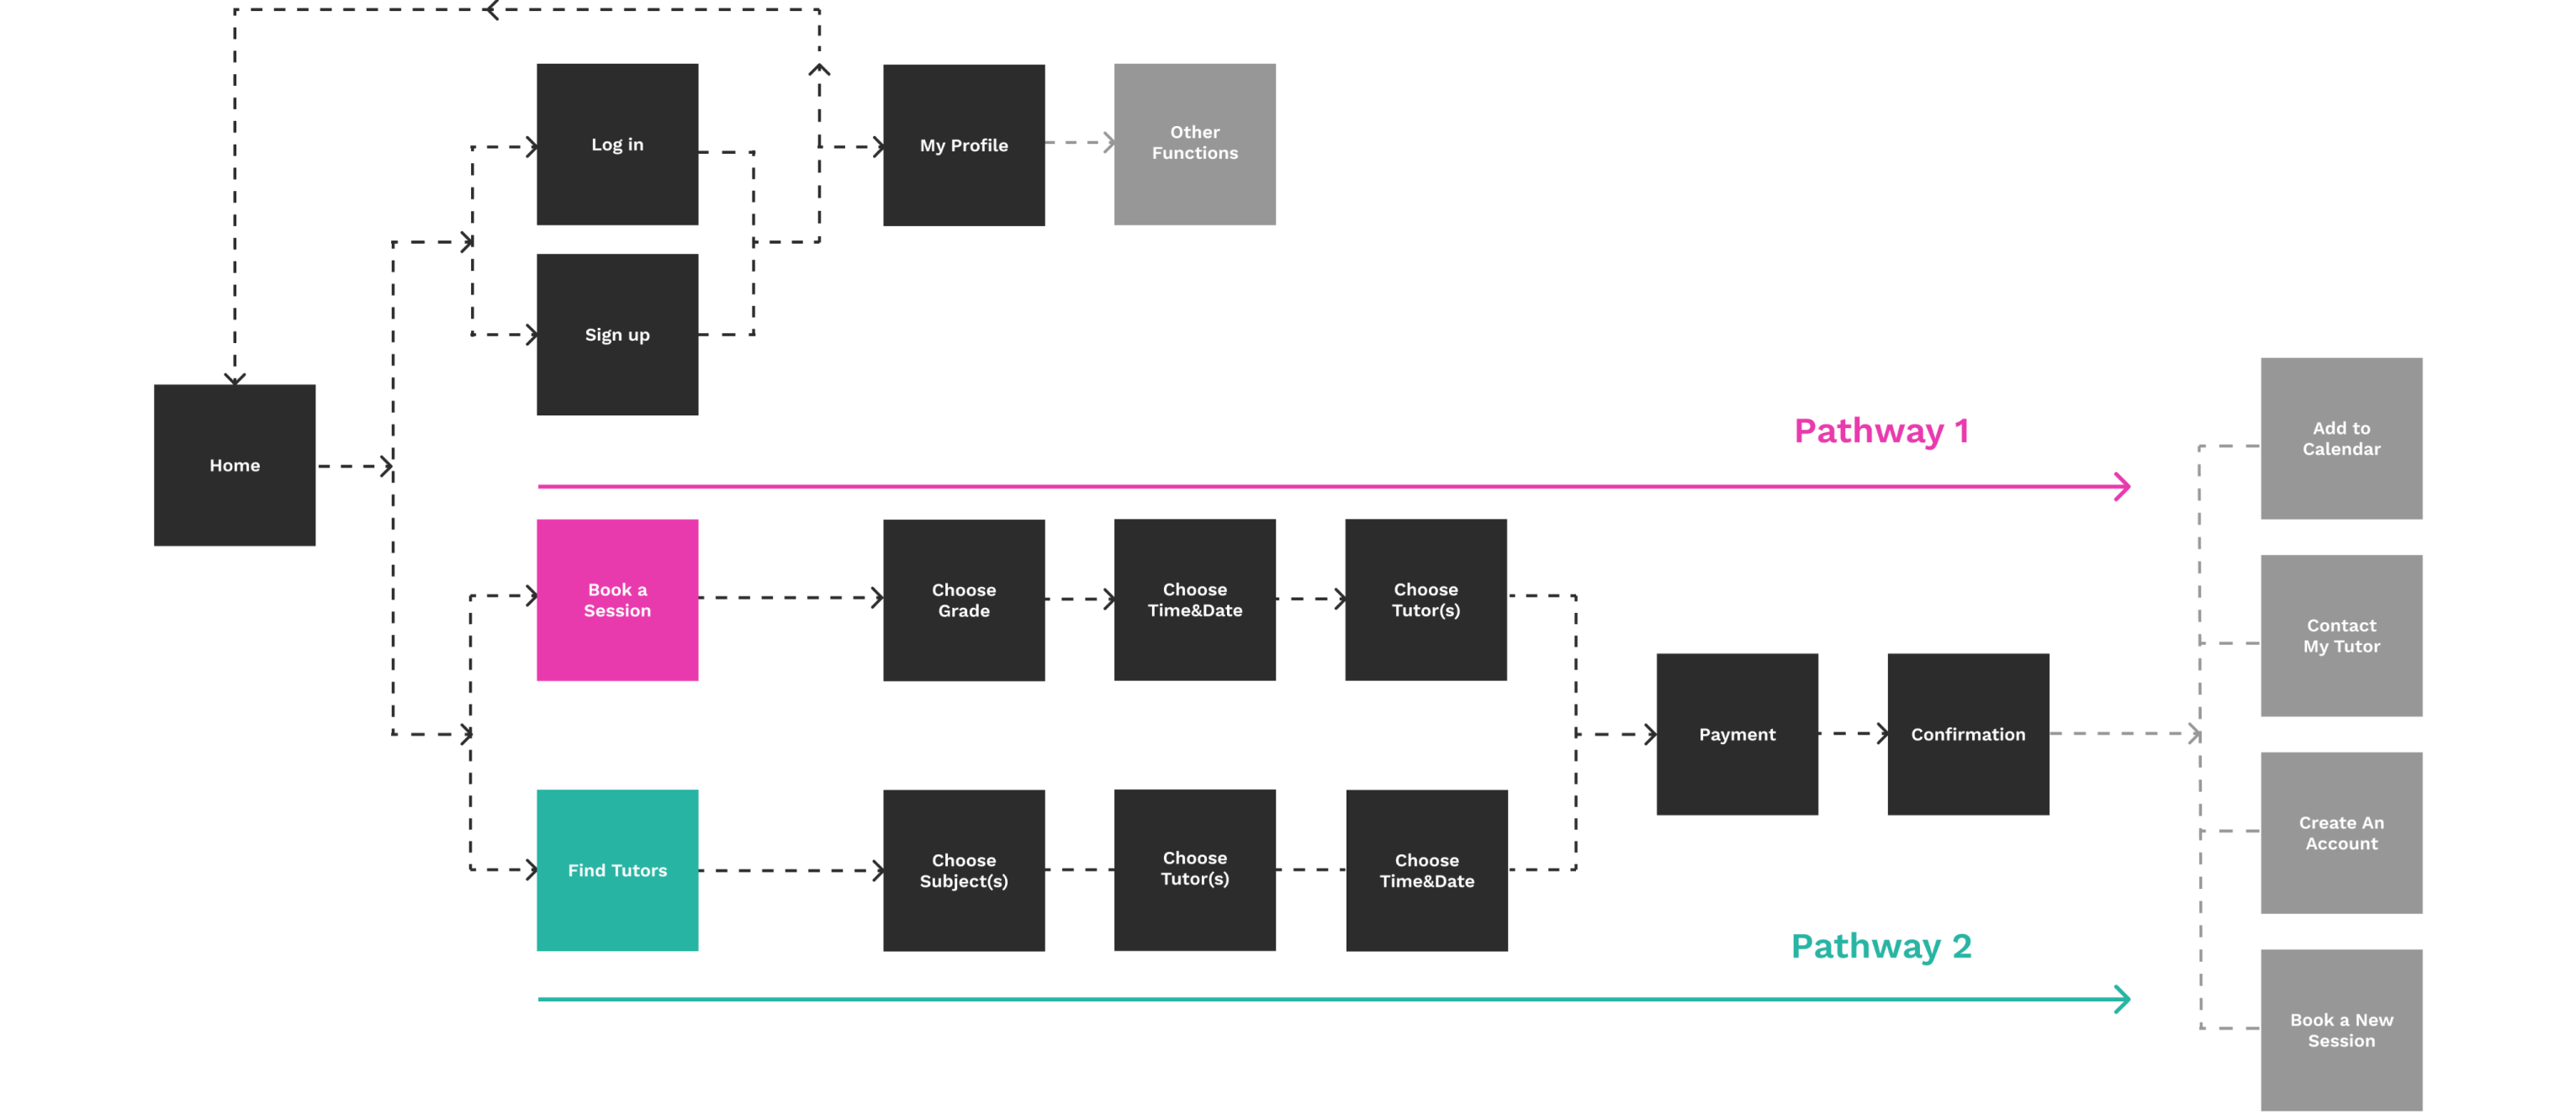 Log in
My Profile
Other
Functions
Sign up
Home
Pathway 1
Book a
Session
Choose
Grade
Choose
Time&Date
Choose
Tutor(s)
Payment
Confirmation
Find Tutors
Choose
Subject(s)
Choose
Tutor(s)
Choose
Time&Date
Pathway 2
Add to
Calendar
Contact
My Tutor
Create An
Account
Book a New
Session